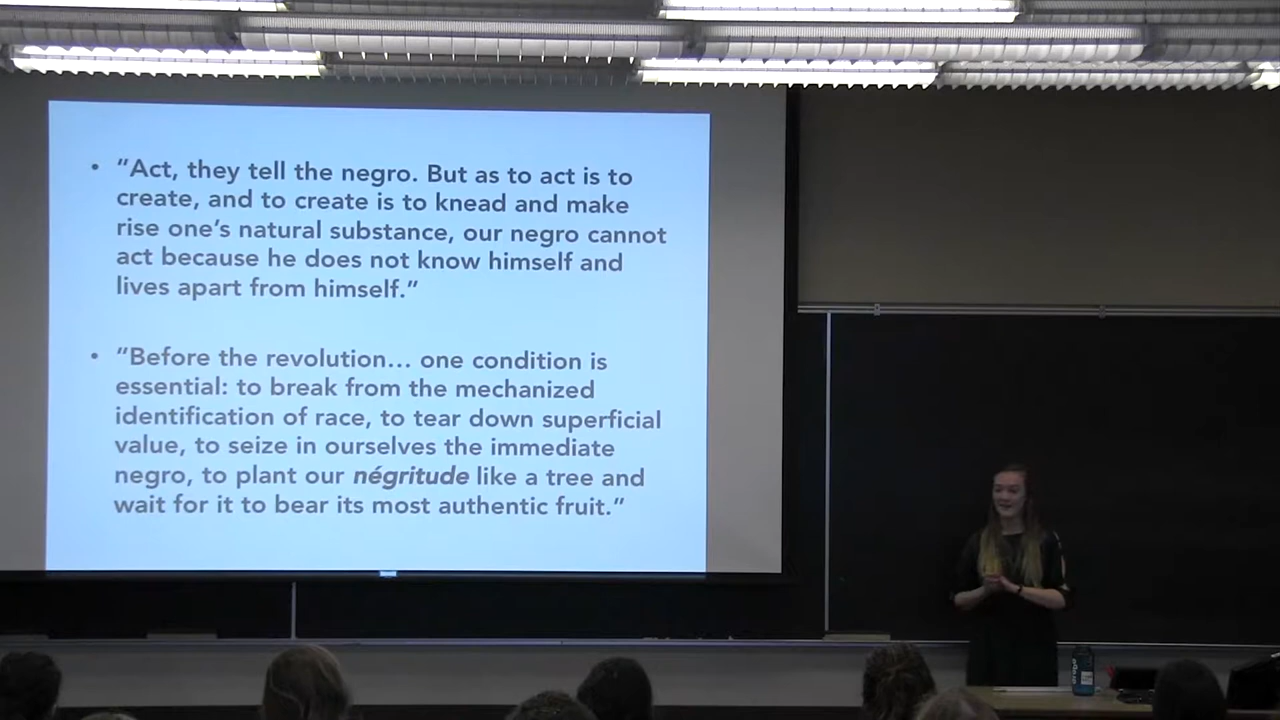 • "Act, they tell the negro. But as to act is to
create, and to create is to knead and make
rise one's natural substance, our negro cannot
act because he does not know himself and
lives apart from himself."
• "Before the revolution... one condition is
essential: to break from the mechanized
identification of race, to tear down superficial
value, to seize in ourselves the immediate
negro, to plant our négritude like a tree and
wait for it to bear its most authentic fruit."